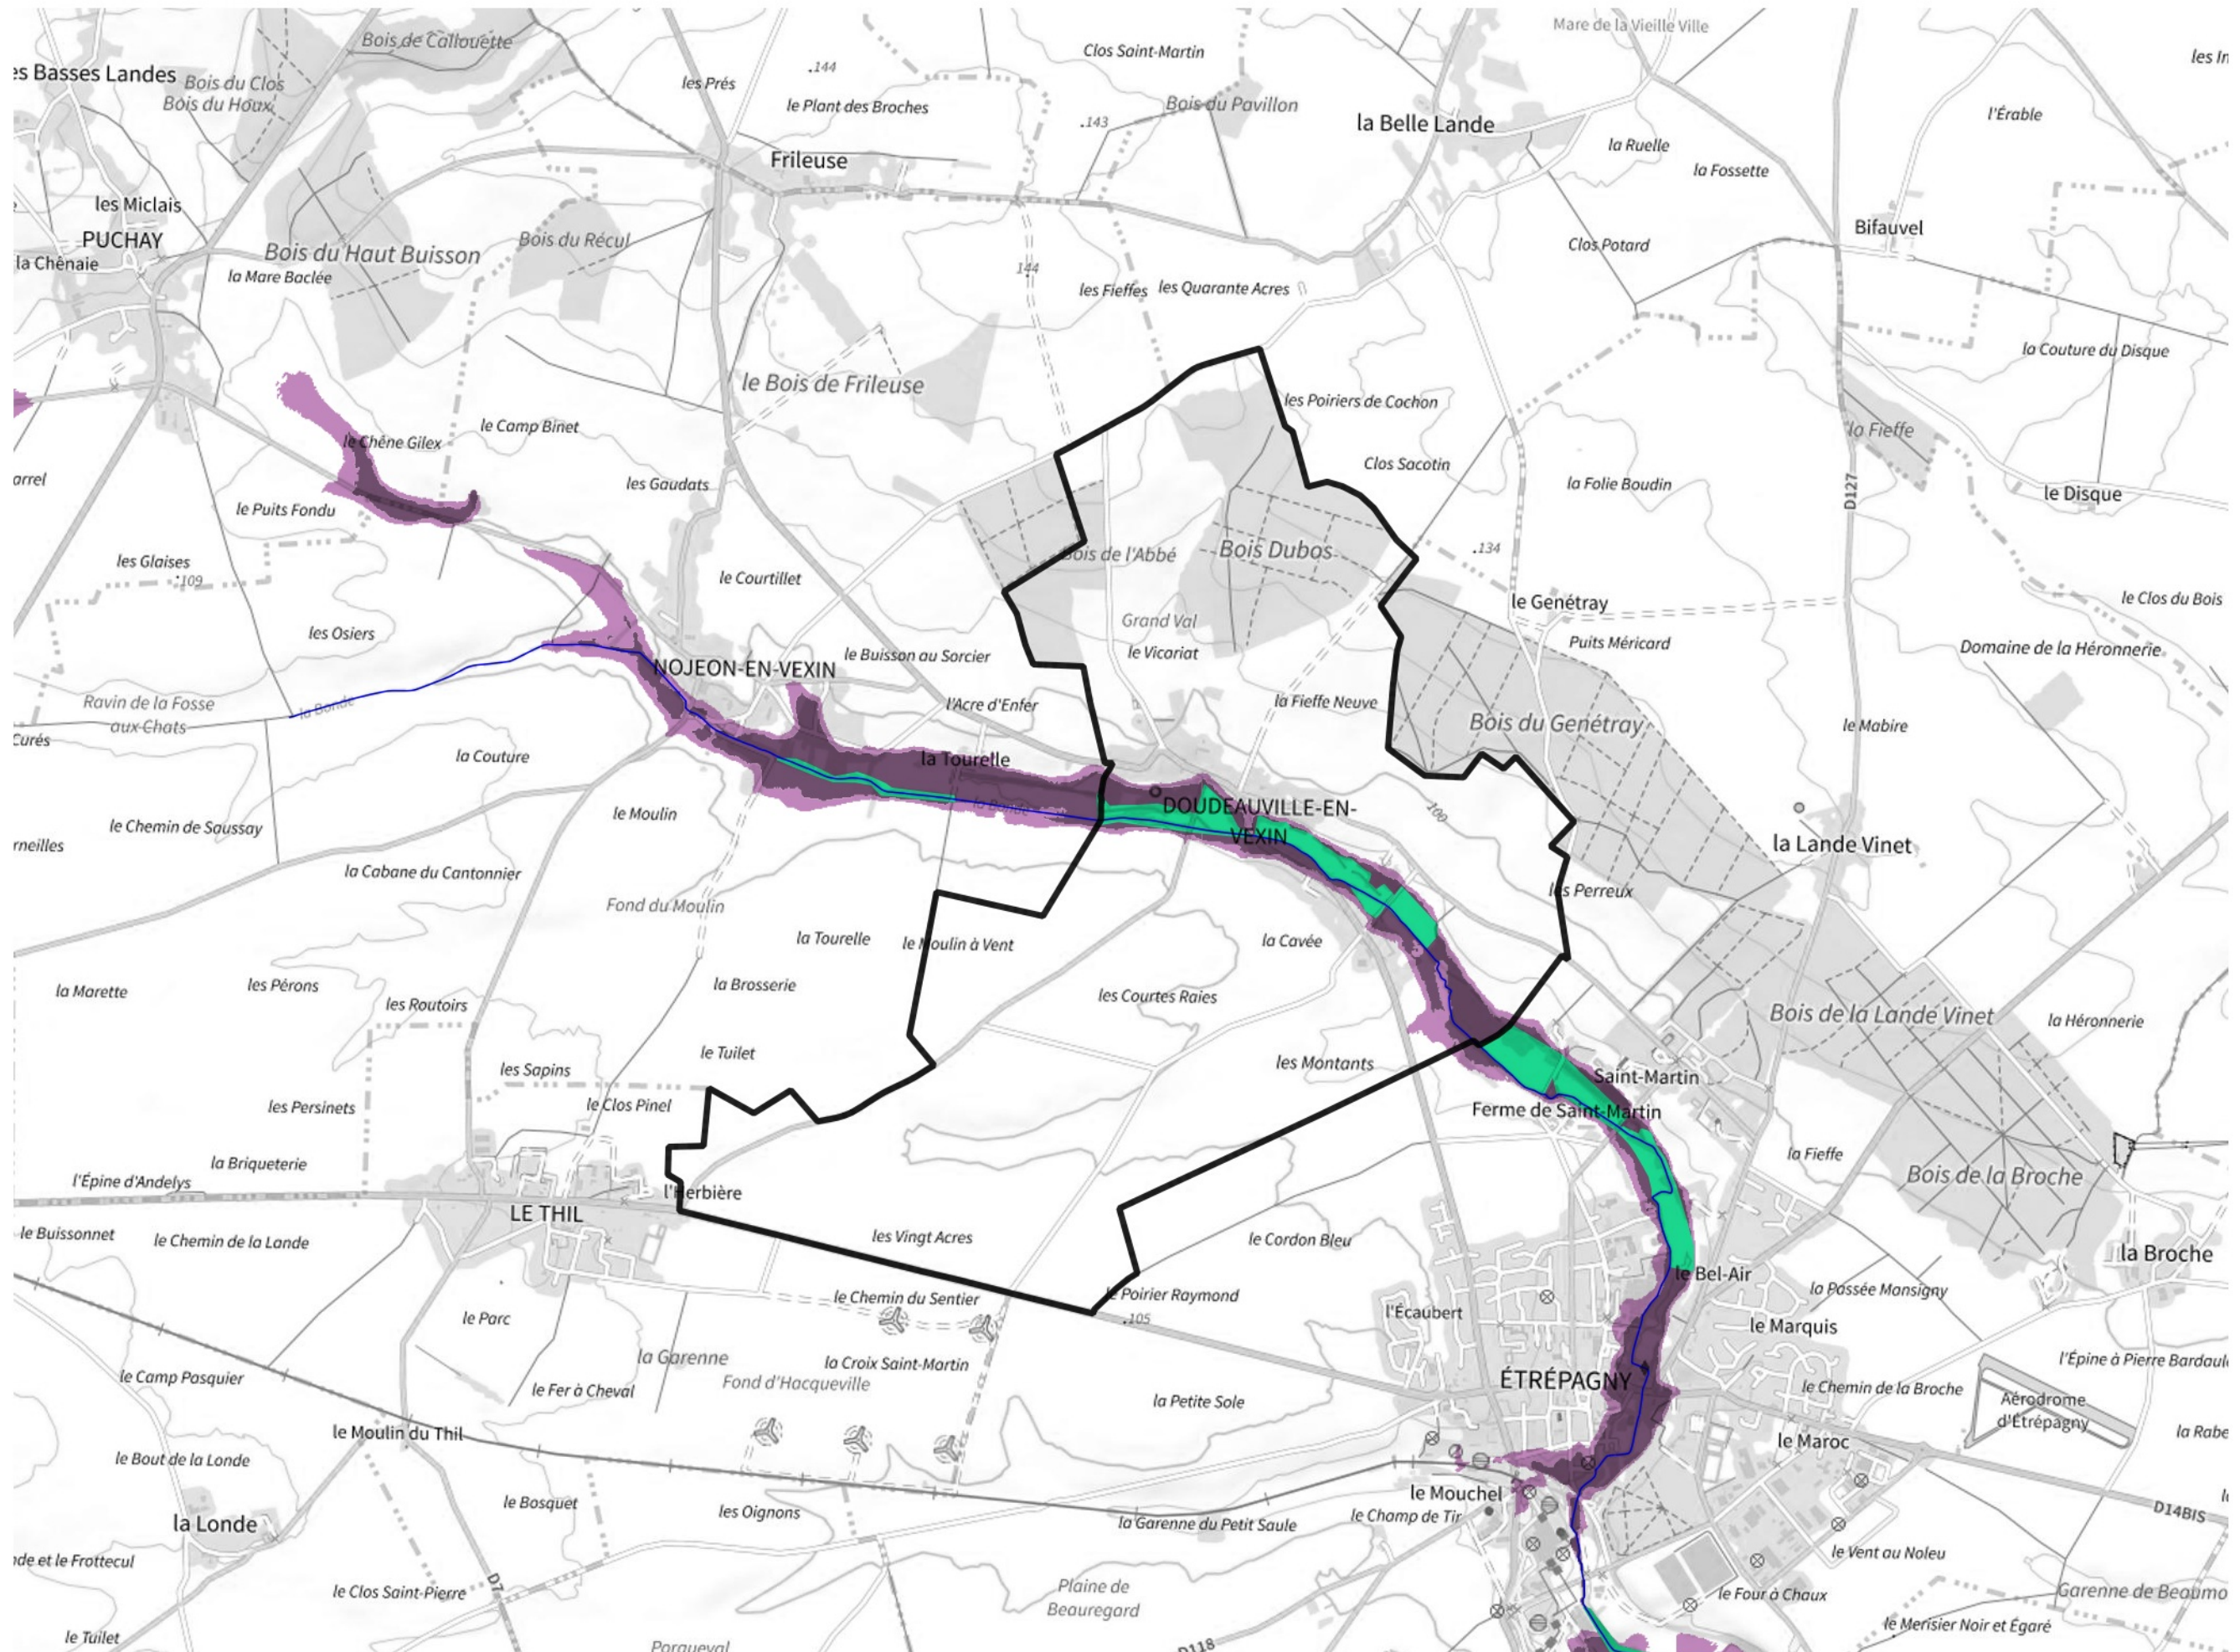 Mare de la Vieille Ville
Bois de Callouette
Clos Saint-Martin
les In
es Basses Landes
Bois du Clos
Bois du Houx
les Prés
.144
le Plant des Broches
Bois du Pavillon
.143
la Belle Lande
l'Érable
la Ruelle
la Fossette
Frileuse
les Miclais
PUCHAY
la Chênaie
Bois du Haut Buisson
la Mare Baclée
Bois du Récul
Bifauvel
Clos Potard
144
les Fieffes
les Quarante Acres
la Couture du Disque
le Bois de Frileuse
les Poiriers de Cochon
la Fieffe
le Chêne Gilex
le Camp Binet
Clos Sacotin
arrel
les Gaudats
la Folie Boudin
D127
le Disque
le Puits Fondu
Bois de l'Abbé
Bois Dubos
.134
les Glaises
109
le Courtillet
le Genétray
le Clos du Bois
Grand Val
les Osiers
le Vicariat
Puits Méricard
Domaine de la Héronnerie
NOJEON-EN-VEXIN
le Buisson au Sorcier
Ravin de la Fosse
aux Chats
la Bonde
l'Acre d'Enfer
la Fieffe Neuve
Bois du Genétray
le Mabire
Curés
la Couture
la Tourelle
la Bonde
DOUDEAUVILLE-EN-
VEXIN
100
le Moulin
le Chemin de Saussay
rneilles
la Lande Vinet
la Cabane du Cantonnier
les Perreux
Fond du Moulin
la Tourelle
le Moulin à Vent
la Cavée
la Marette
les Pérons
les Routoirs
la Brosserie
les Courtes Raies
Bois de la Lande Vinet
la Héronnerie
le Tuilet
les Sapins
les Montants
Saint-Martin
les Persinets
le Clos Pinel
Ferme de Saint-Martin
la Briqueterie
la Fieffe
l'Épine d'Andelys
l'Herbière
Bois de la Broche
LE THIL
le Buissonnet
le Chemin de la Lande
les Vingt Acres
le Cordon Bleu
la Broche
le Bel-Air
la Passée Mansigny
le Chemin du Sentier
le Poirier Raymond
.105
l'Écaubert
le Parc
le Marquis
la Garenne
la Croix Saint-Martin
Fond d'Hacqueville
l'Épine à Pierre Bardaul
le Camp Pasquier
le Fer à Cheval
ÉTRÉPAGNY
le Chemin de la Broche
Aérodrome
d'Étrépagny
la Petite Sole
le Moulin du Thil
le Maroc
la Rabe
le Bout de la Londe
le Mouchel
le Bosquet
les Oignons
la Garenne du Petit Saule
le Champ de Tir
D14BIS
la Londe
le Vent au Noleu
nde et le Frottecul
le Clos Saint-Pierre
D7
Plaine de
Beauregard
le Four à Chaux
Garenne de Beaumo
le Merisier Noir et Égaré
le Tuilet
Porqueval
D118